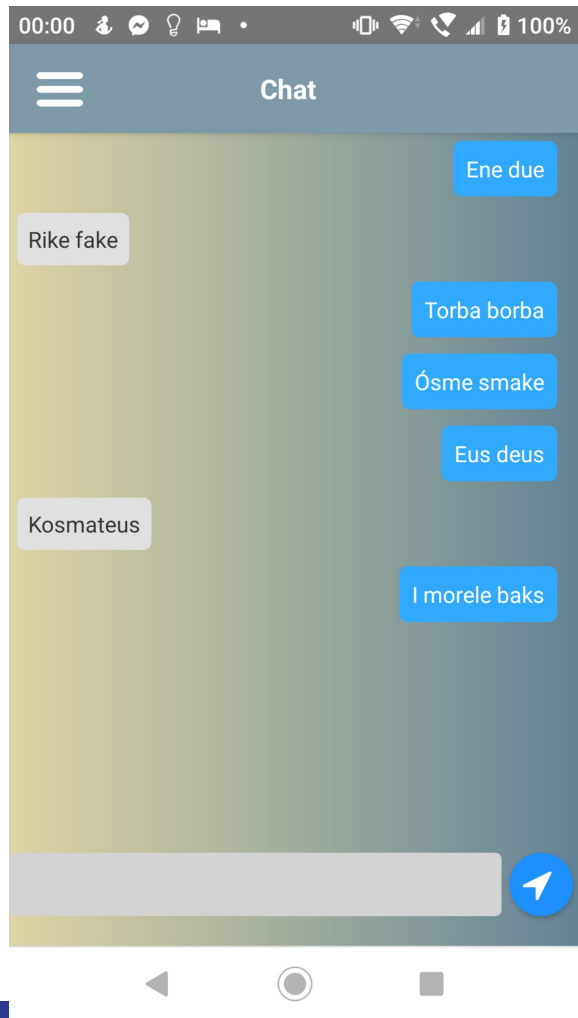 00:00
100%
Chat
Ene due
Rike fake
Torba borba
Ósme smake
Eus deus
Kosmateus
I morele baks